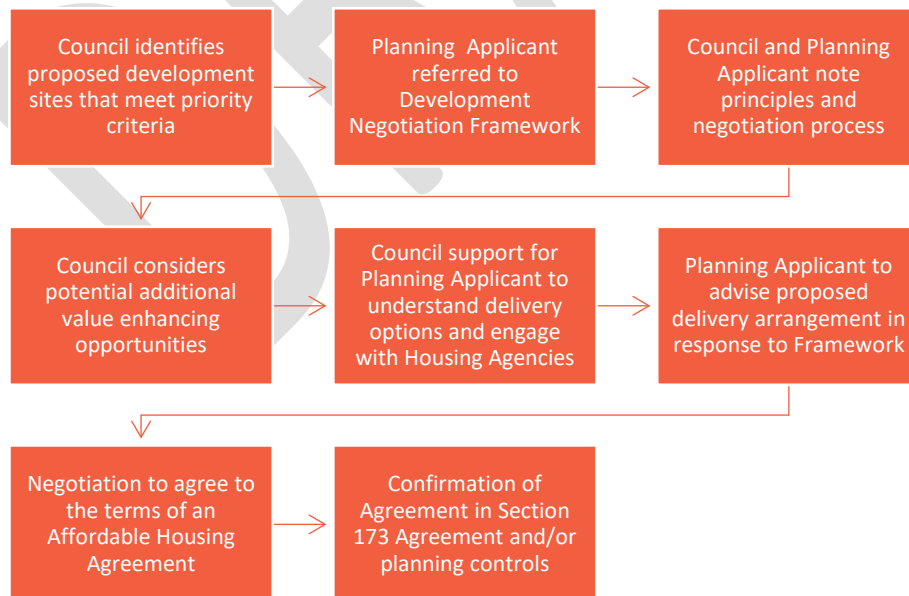 Council identifies
proposed development
sites that meet priority
criteria
Planning Applicant
referred to
Development
Negotiation Framework
Council and Planning
Applicant note
principles and
negotiation process
Council considers
potential additional
value enhancing
opportunities
Council support for
Planning Applicant to
understand delivery
options and engage
with Housing Agencies
Planning Applicant to
advise proposed
delivery arrangement in
response to Framework
Negotiation to agree to
the terms of an
Affordable Housing
Agreement
Confirmation of
Agreement in Section
173 Agreement and/or
planning controls